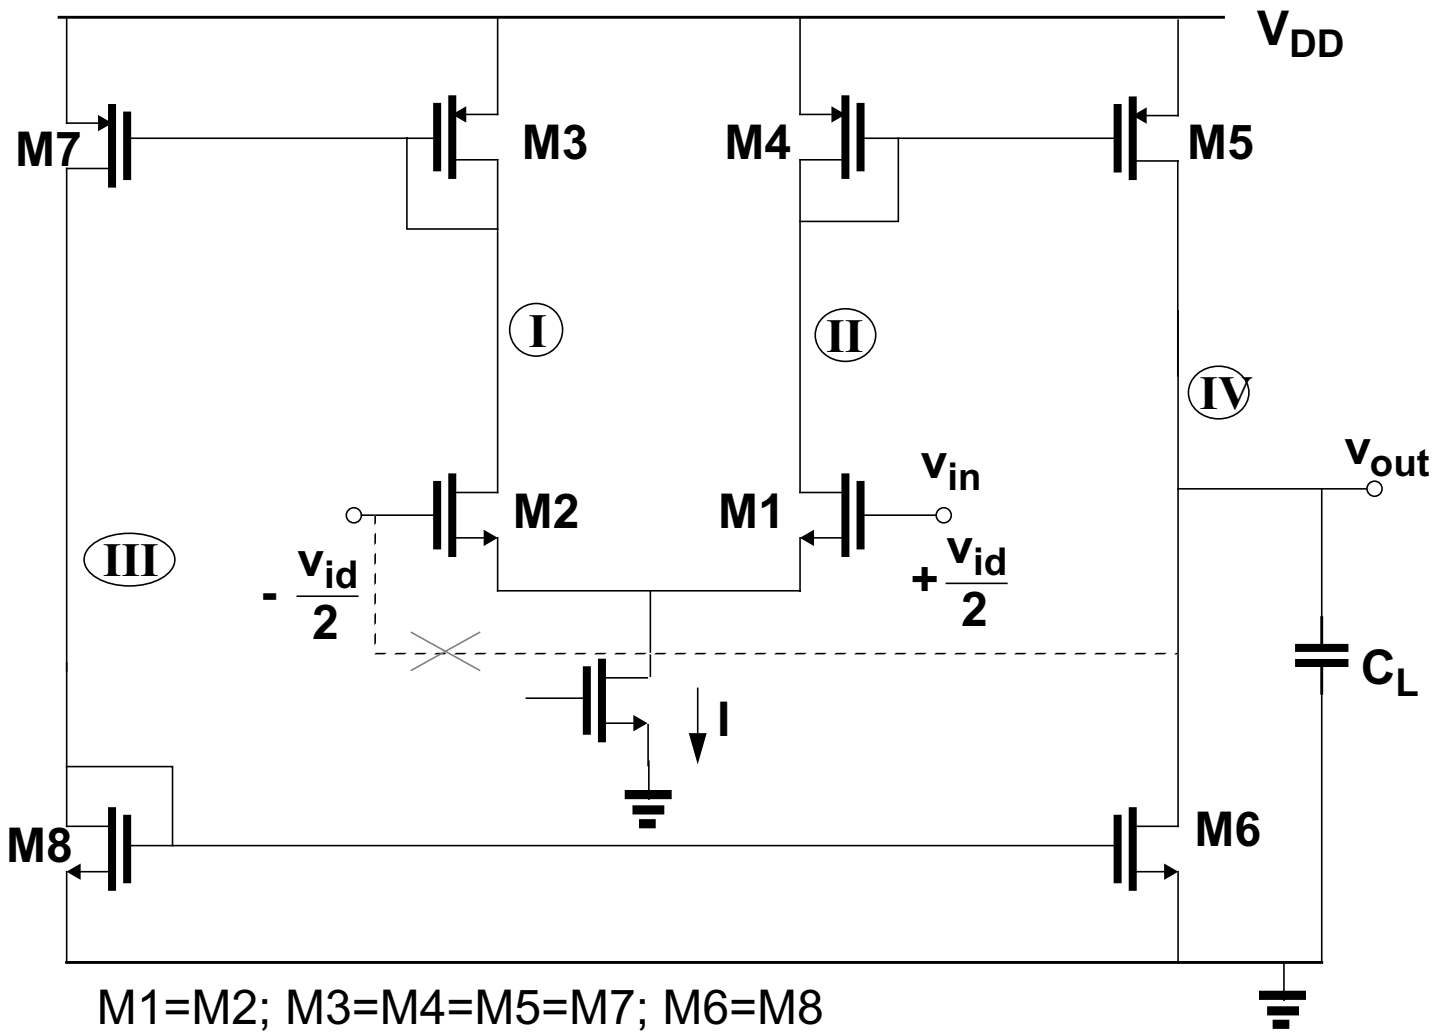 V_DD
M7
M3
M4
M5
I
II
IV
v_in
v_out
M2
M1
III
- v_id/2
+ v_id/2
C_L
I
M8
M6
M1=M2; M3=M4=M5=M7; M6=M8